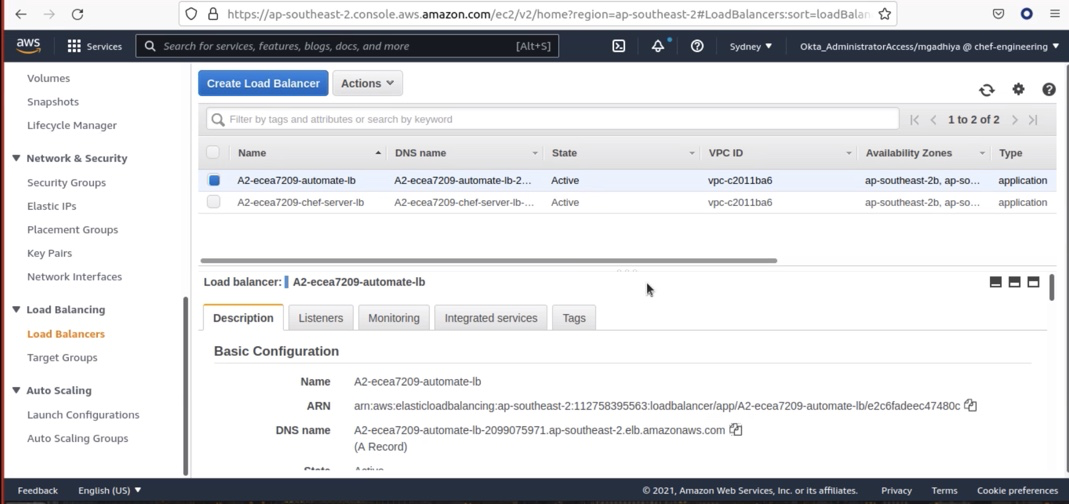 https://ap-southeast-2.console.aws.amazon.com/ec2/v2/home?region=ap-southeast-2#LoadBalancers:sort=loadBalan
aws Services Search for services, features, blogs, docs, and more [Alt+S] Sydney Okta_AdministratorAccess/mgadhiya @ chef-engineering
Volumes
Snapshots
Lifecycle Manager
Network & Security
Security Groups
Elastic IPs
Placement Groups
Key Pairs
Network Interfaces
Load Balancing
Load Balancers
Target Groups
Auto Scaling
Launch Configurations
Auto Scaling Groups
Create Load Balancer Actions
Filter by tags and attributes or search by keyword 1 to 2 of 2
Name DNS name State VPC ID Availability Zones Type
A2-ecea7209-automate-lb A2-ecea7209-automate-lb-2... Active vpc-c2011ba6 ap-southeast-2b, ap-so... application
A2-ecea7209-chef-server-lb A2-ecea7209-chef-server-lb-... Active vpc-c2011ba6 ap-southeast-2b, ap-so... application
Load balancer: A2-ecea7209-automate-lb
Description Listeners Monitoring Integrated services Tags
Basic Configuration
Name A2-ecea7209-automate-lb
ARN arn:aws:elasticloadbalancing:ap-southeast-2:112758395563:loadbalancer/app/A2-ecea7209-automate-lb/e2c6fadeec47480c
DNS name A2-ecea7209-automate-lb-2099075971.ap-southeast-2.elb.amazonaws.com
(A Record)
State Active
Feedback English (US) © 2021, Amazon Web Services, Inc. or its affiliates. Privacy Terms Cookie preferences